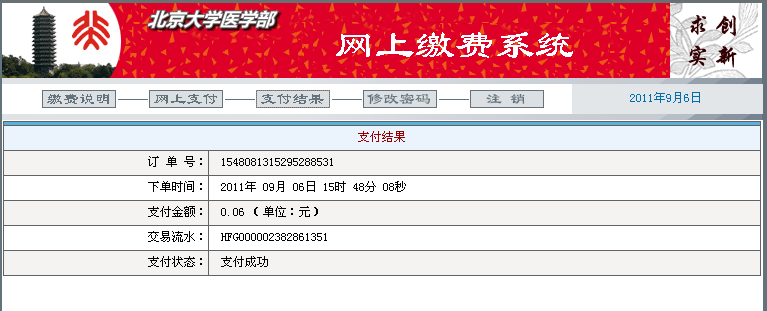 北京大学医学部
网上缴费系统
求实 创新
缴费说明 网上支付 支付结果 修改密码 注 销 2011年9月6日
支付结果
订 单 号： 1548081315295288531
下单时间： 2011年 09月 06日 15时 48分 08秒
支付金额： 0.06 （单位：元）
交易流水： HFG000002382861351
支付状态： 支付成功